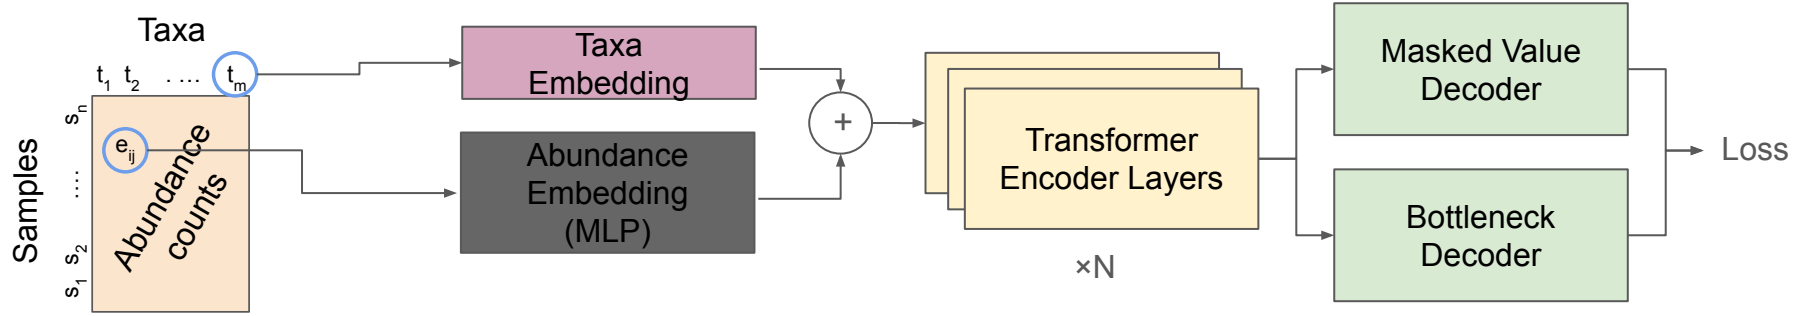 Taxa
t1 t2 . ... tm
Samples
sn
....
s2
s1
eij
Abundance
counts
Taxa
Embedding
Abundance
Embedding
(MLP)
+
Transformer
Encoder Layers
×N
Masked Value
Decoder
Bottleneck
Decoder
Loss